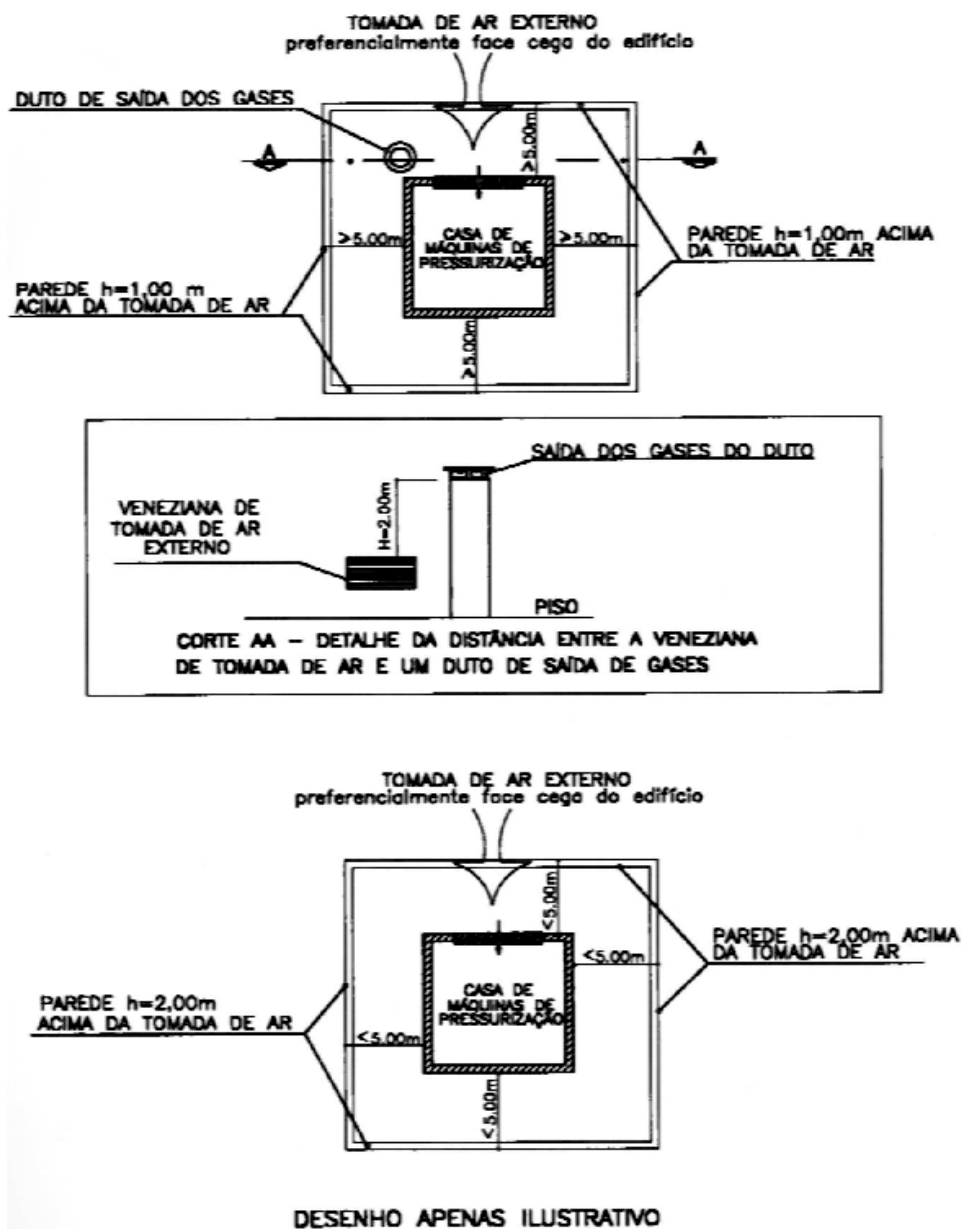 TOMADA DE AR EXTERNO
preferencialmente face cega do edifício
DUTO DE SAÍDA DOS GASES
A
A
≥5.00m
≥5.00m
CASA DE
MÁQUINAS DE
PRESSURIZAÇÃO
≥5.00m
PAREDE h=1,00m ACIMA
DA TOMADA DE AR
PAREDE h=1,00 m
ACIMA DA TOMADA DE AR
≥5.00m
SAÍDA DOS GASES DO DUTO
VENEZIANA DE
TOMADA DE AR
EXTERNO
H=2.00m
PISO
CORTE AA – DETALHE DA DISTÂNCIA ENTRE A VENEZIANA
DE TOMADA DE AR E UM DUTO DE SAÍDA DE GASES
TOMADA DE AR EXTERNO
preferencialmente face cega do edifício
<5.00m
<5.00m
PAREDE h=2,00m ACIMA
DA TOMADA DE AR
CASA DE
MÁQUINAS DE
PRESSURIZAÇÃO
PAREDE h=2,00m
ACIMA DA TOMADA DE AR
<5.00m
<5.00m
DESENHO APENAS ILUSTRATIVO